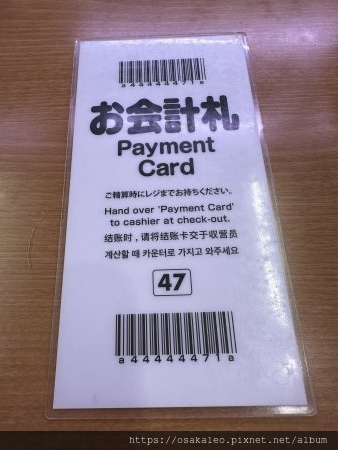 a44444471a
お会計札
Payment
Card
ご精算時にレジまでお持ちください。
Hand over 'Payment Card'
to cashier at check-out.
结账时，请将结账卡交于收营员
계산할 때 카운터로 가지고 와주세요
47
a44444471a
https://osakaleo.pixnet.net/album